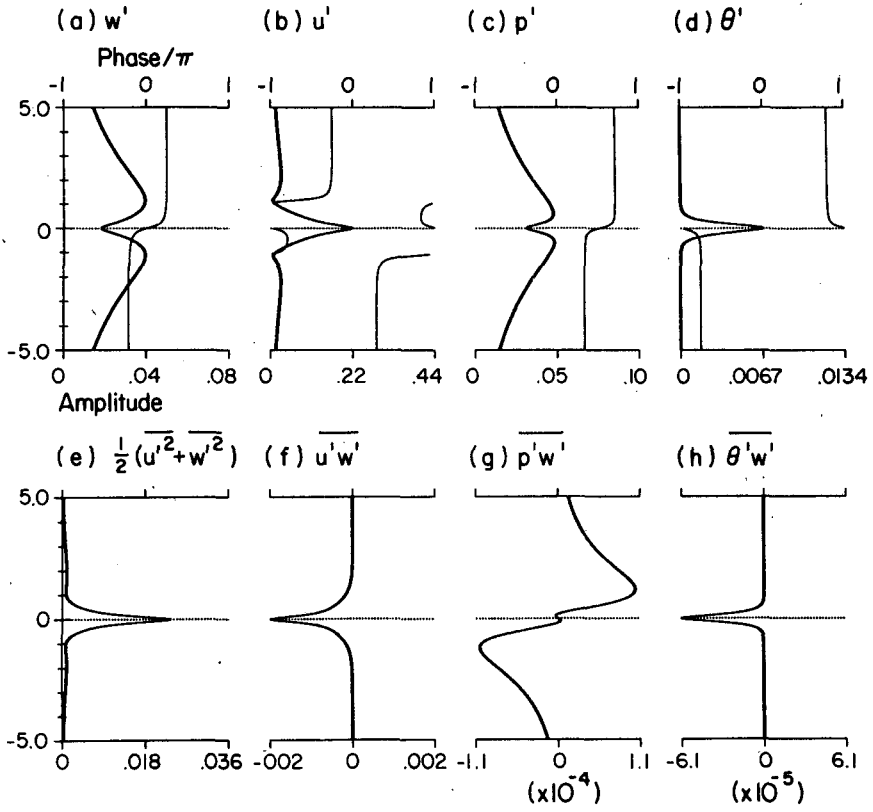 (a) w' (b) u' (c) p' (d) θ'
Phase/π
-1 0 1 -1 0 1 -1 0 1 -1 0 1
5.0
0
-5.0
0 .04 .08 0 .22 .44 0 .05 .10 0 .0067 .0134
Amplitude
(e) ½(u'² + w'²) (f) u'w' (g) p'w' (h) θ'w'
5.0
0
-5.0
0 .018 .036 -.002 0 .002 -1.1 0 1.1 -6.1 0 6.1
(x10⁻⁴) (x10⁻⁵)